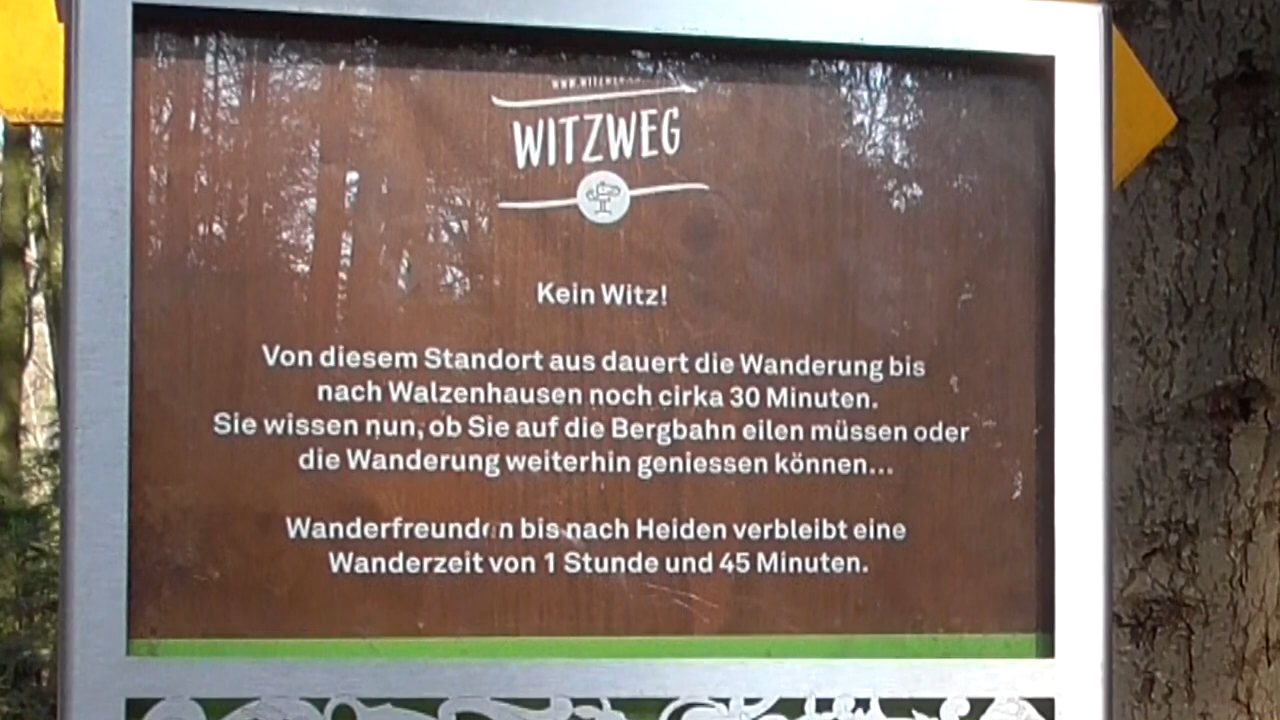 WITZWEG
Kein Witz!
Von diesem Standort aus dauert die Wanderung bis
nach Walzenhausen noch cirka 30 Minuten.
Sie wissen nun, ob Sie auf die Bergbahn eilen müssen oder
die Wanderung weiterhin geniessen können...
Wanderfreunden bis nach Heiden verbleibt eine
Wanderzeit von 1 Stunde und 45 Minuten.